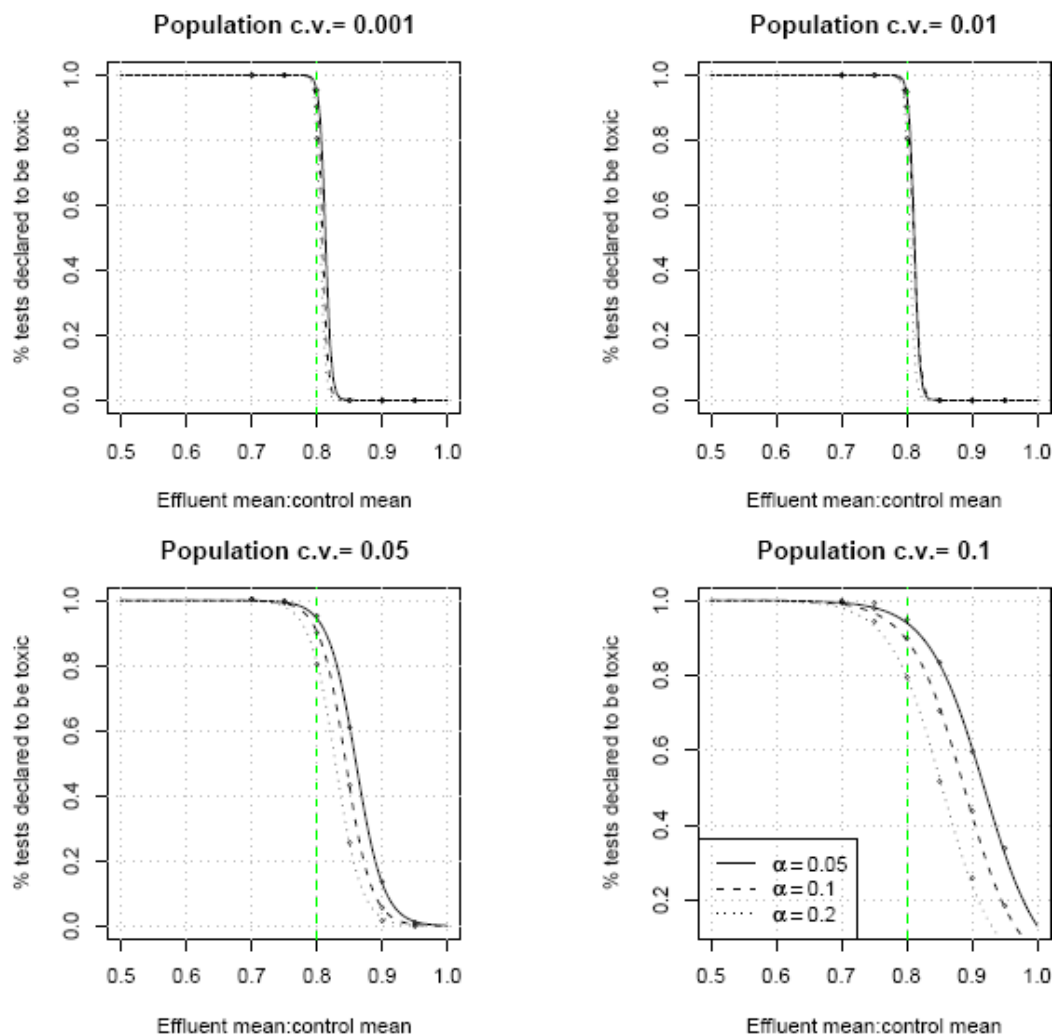 Population c.v.= 0.001
% tests declared to be toxic
1.0
0.8
0.6
0.4
0.2
0.0
0.5 0.6 0.7 0.8 0.9 1.0
Effluent mean:control mean
Population c.v.= 0.01
% tests declared to be toxic
1.0
0.8
0.6
0.4
0.2
0.0
0.5 0.6 0.7 0.8 0.9 1.0
Effluent mean:control mean
Population c.v.= 0.05
% tests declared to be toxic
1.0
0.8
0.6
0.4
0.2
0.0
0.5 0.6 0.7 0.8 0.9 1.0
Effluent mean:control mean
Population c.v.= 0.1
% tests declared to be toxic
1.0
0.8
0.6
0.4
0.2
α = 0.05
α = 0.1
α = 0.2
0.5 0.6 0.7 0.8 0.9 1.0
Effluent mean:control mean